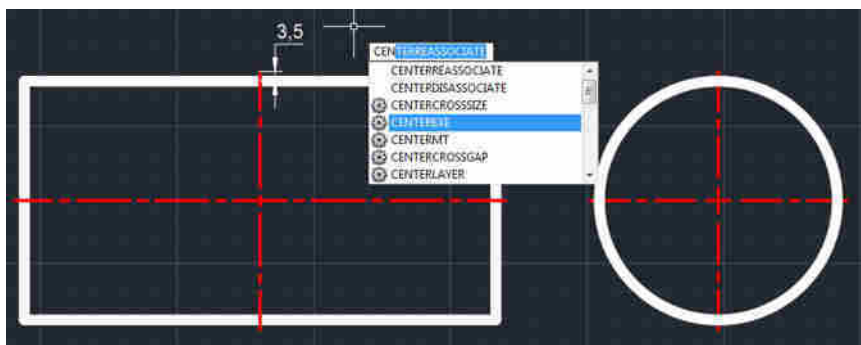 3,5
CENTERREASSOCIATE
CENTERREASSOCIATE
CENTERDISASSOCIATE
CENTERCROSSSIZE
CENTEREXE
CENTERMT
CENTERCROSSGAP
CENTERLAYER